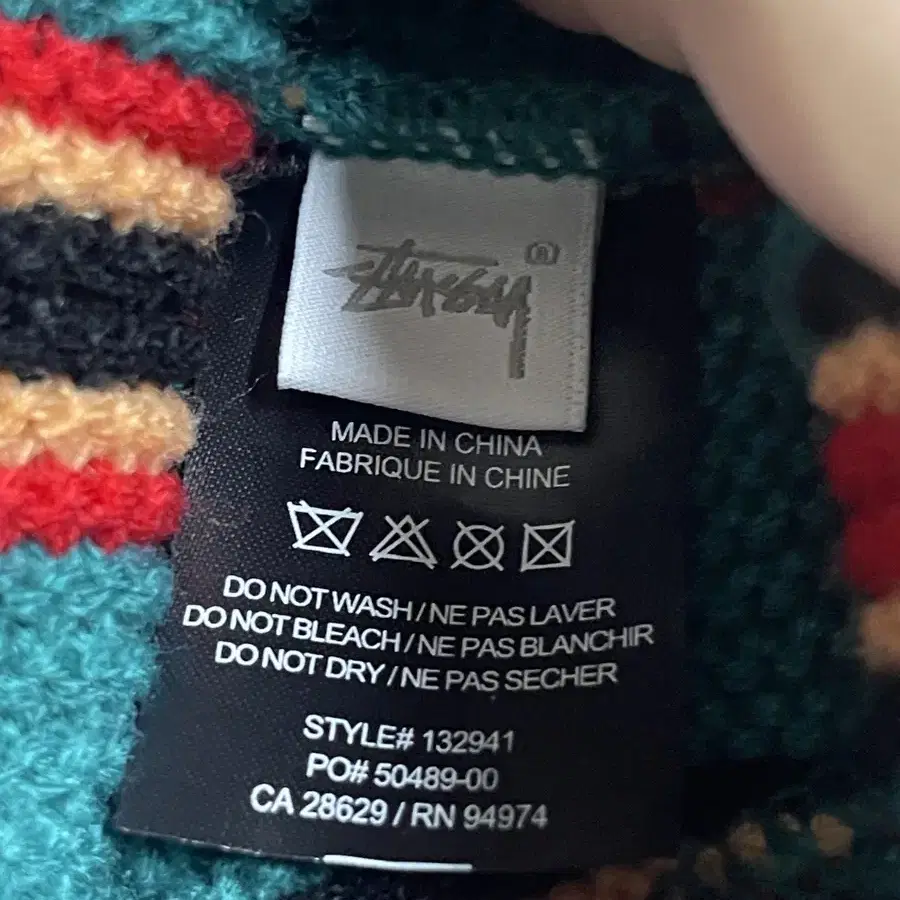 STUSSY ®
MADE IN CHINA
FABRIQUE IN CHINE
DO NOT WASH / NE PAS LAVER
DO NOT BLEACH / NE PAS BLANCHIR
DO NOT DRY / NE PAS SECHER
STYLE# 132941
PO# 50489-00
CA 28629 / RN 94974